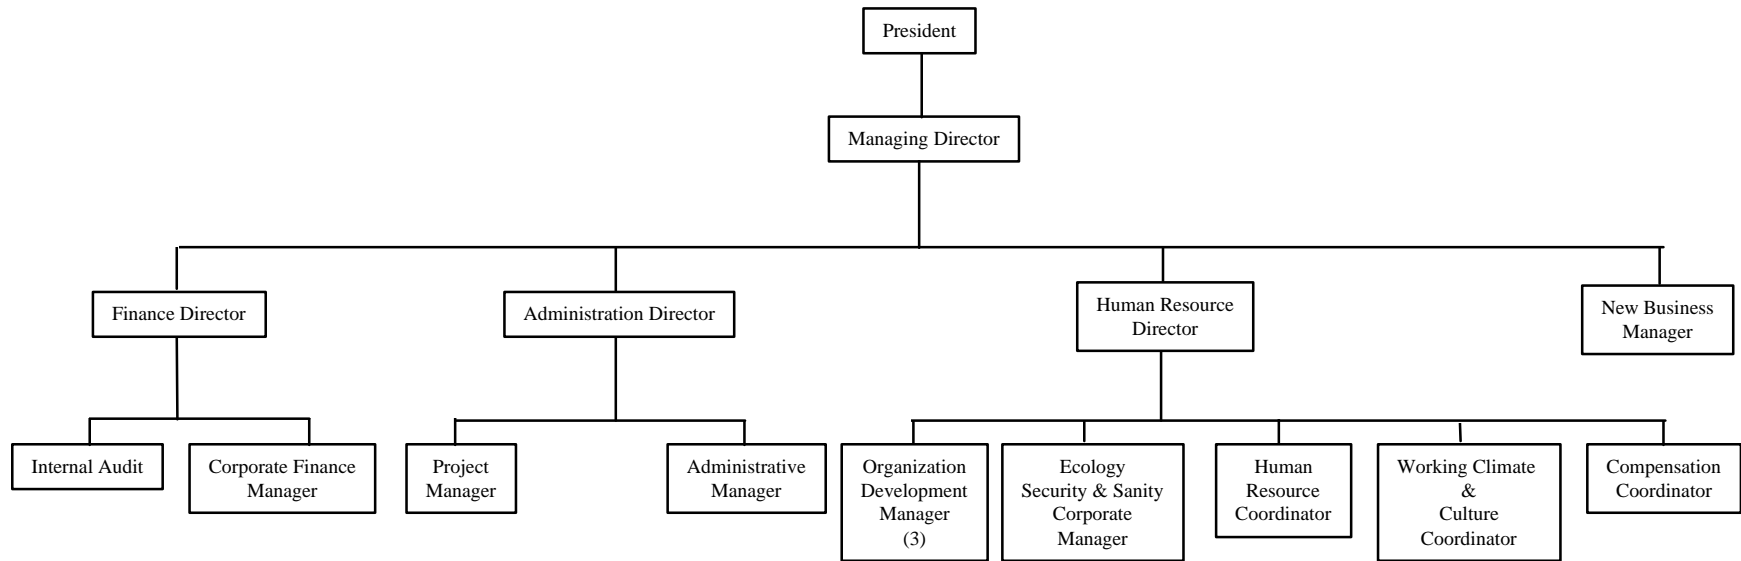 President
Managing Director
Finance Director
Administration Director
Human Resource
Director
New Business
Manager
Internal Audit
Corporate Finance
Manager
Project
Manager
Administrative
Manager
Organization
Development
Manager
(3)
Ecology
Security & Sanity
Corporate
Manager
Human
Resource
Coordinator
Working Climate
&
Culture
Coordinator
Compensation
Coordinator